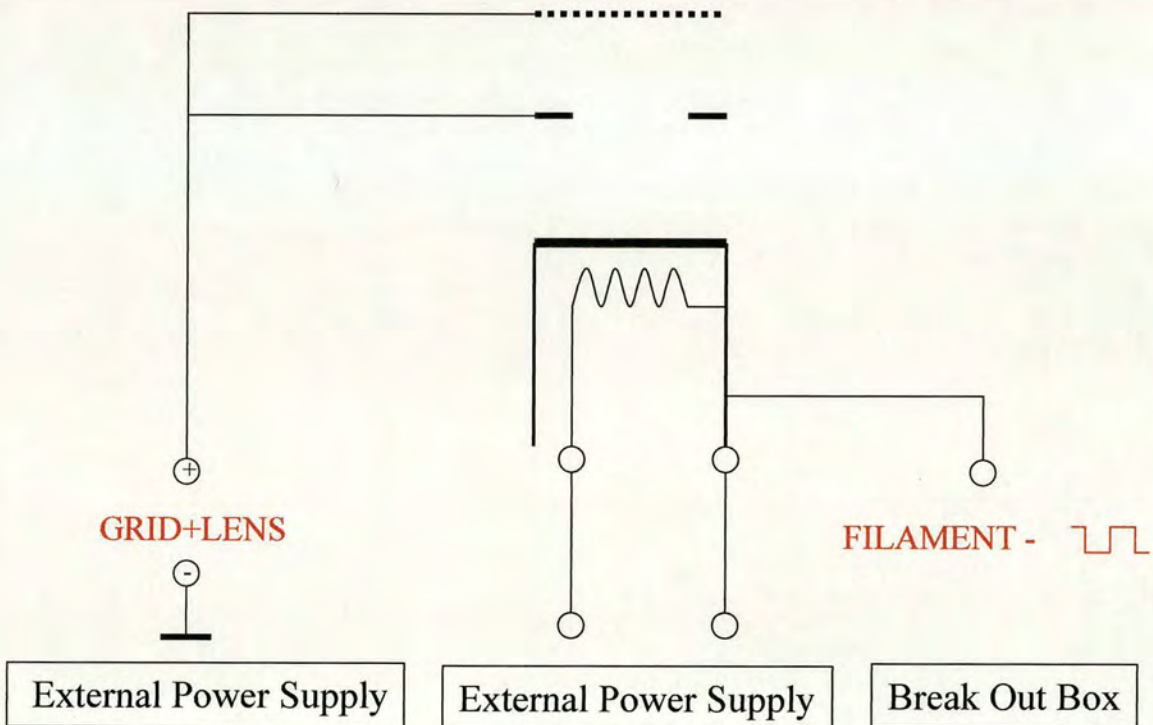 +
GRID+LENS
-
FILAMENT -
External Power Supply
External Power Supply
Break Out Box